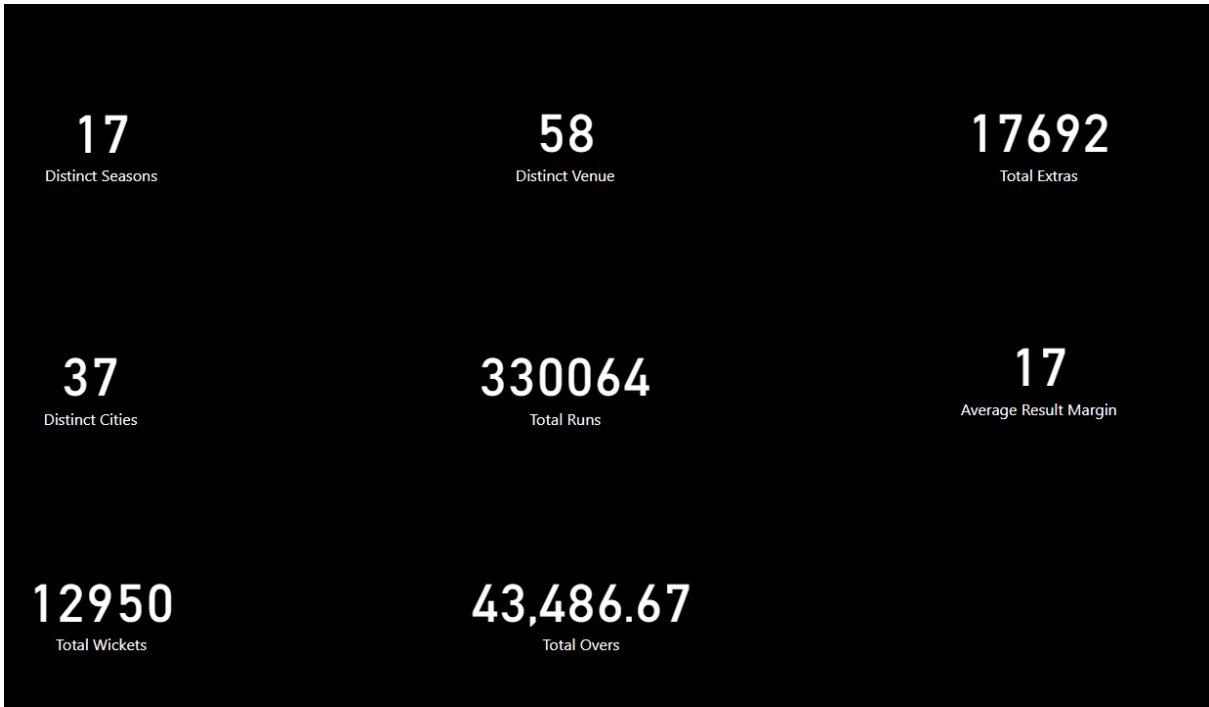 17
Distinct Seasons
58
Distinct Venue
17692
Total Extras
37
Distinct Cities
330064
Total Runs
17
Average Result Margin
12950
Total Wickets
43,486.67
Total Overs